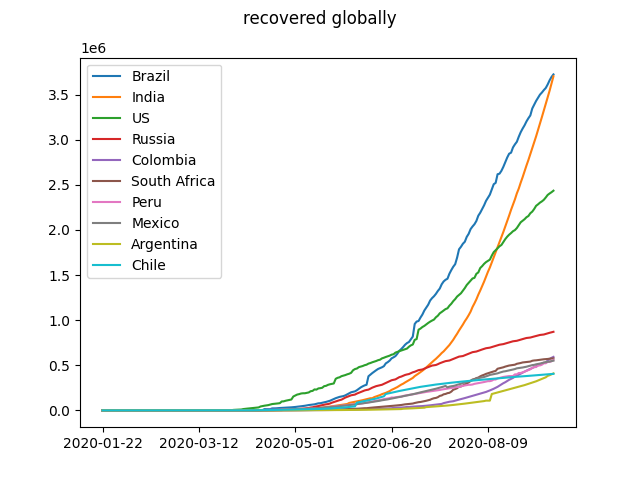 recovered globally
1e6
3.5
3.0
2.5
2.0
1.5
1.0
0.5
0.0
Brazil
India
US
Russia
Colombia
South Africa
Peru
Mexico
Argentina
Chile
2020-01-22 2020-03-12 2020-05-01 2020-06-20 2020-08-09